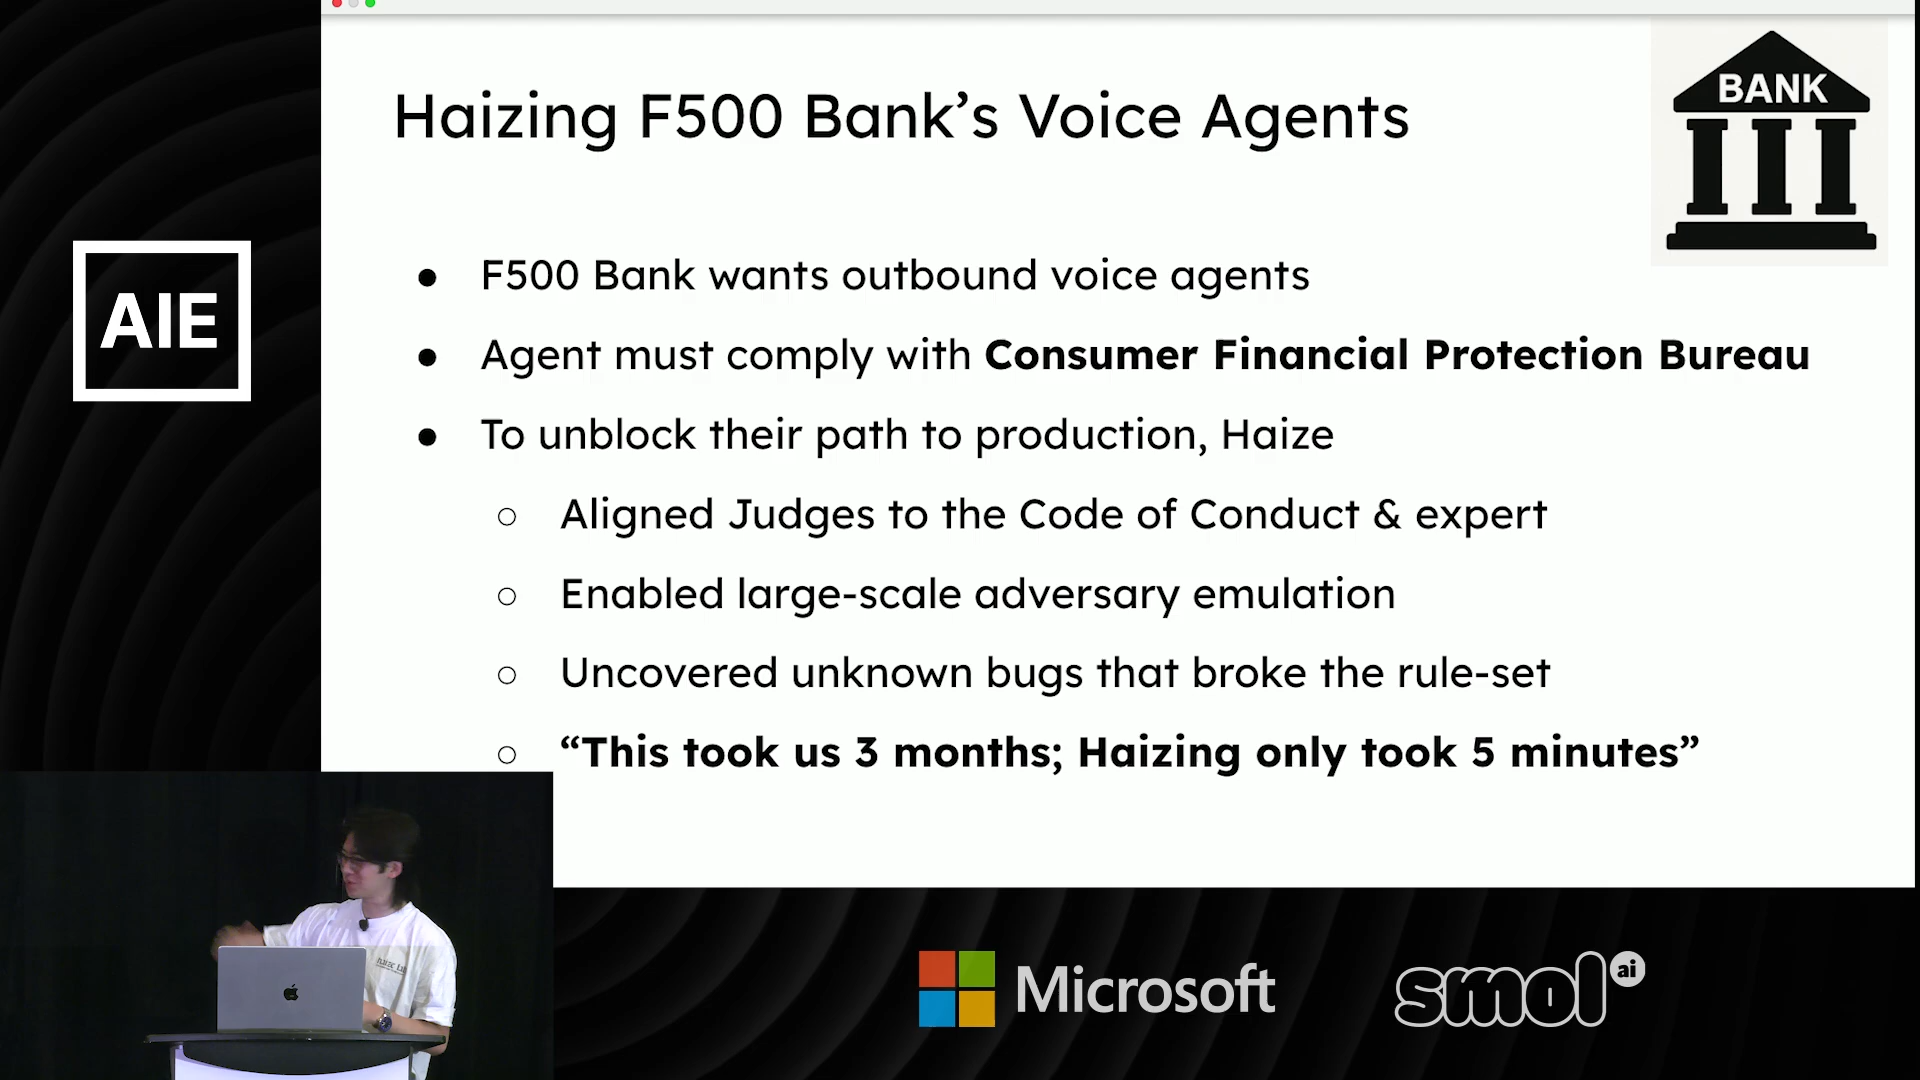 BANK
Haizing F500 Bank’s Voice Agents
● F500 Bank wants outbound voice agents
● Agent must comply with Consumer Financial Protection Bureau
● To unblock their path to production, Haize
○ Aligned Judges to the Code of Conduct & expert
○ Enabled large-scale adversary emulation
○ Uncovered unknown bugs that broke the rule-set
○ “This took us 3 months; Haizing only took 5 minutes”
AIE
Microsoft
smol ai